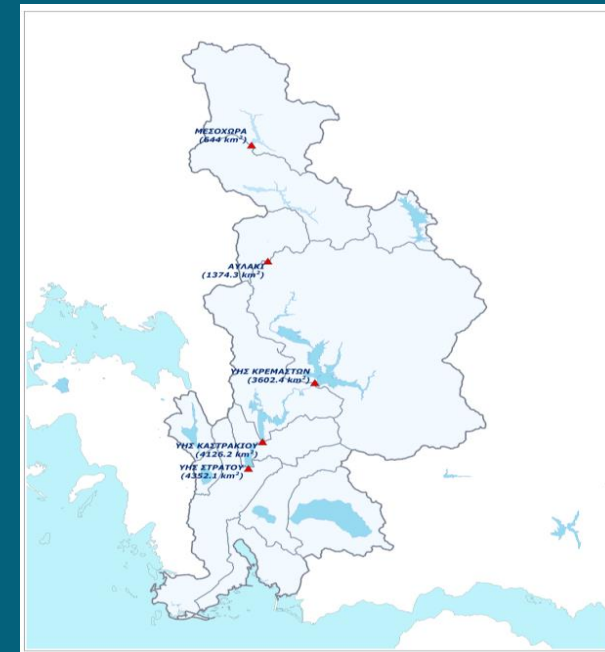 ΜΕΣΟΧΩΡΑ
(644 km²)
ΑΥΛΑΚΙ
(1374.3 km²)
ΥΗΣ ΚΡΕΜΑΣΤΩΝ
(3602.4 km²)
ΥΗΣ ΚΑΣΤΡΑΚΙΟΥ
(4126.2 km²)
ΥΗΣ ΣΤΡΑΤΟΥ
(4352.1 km²)